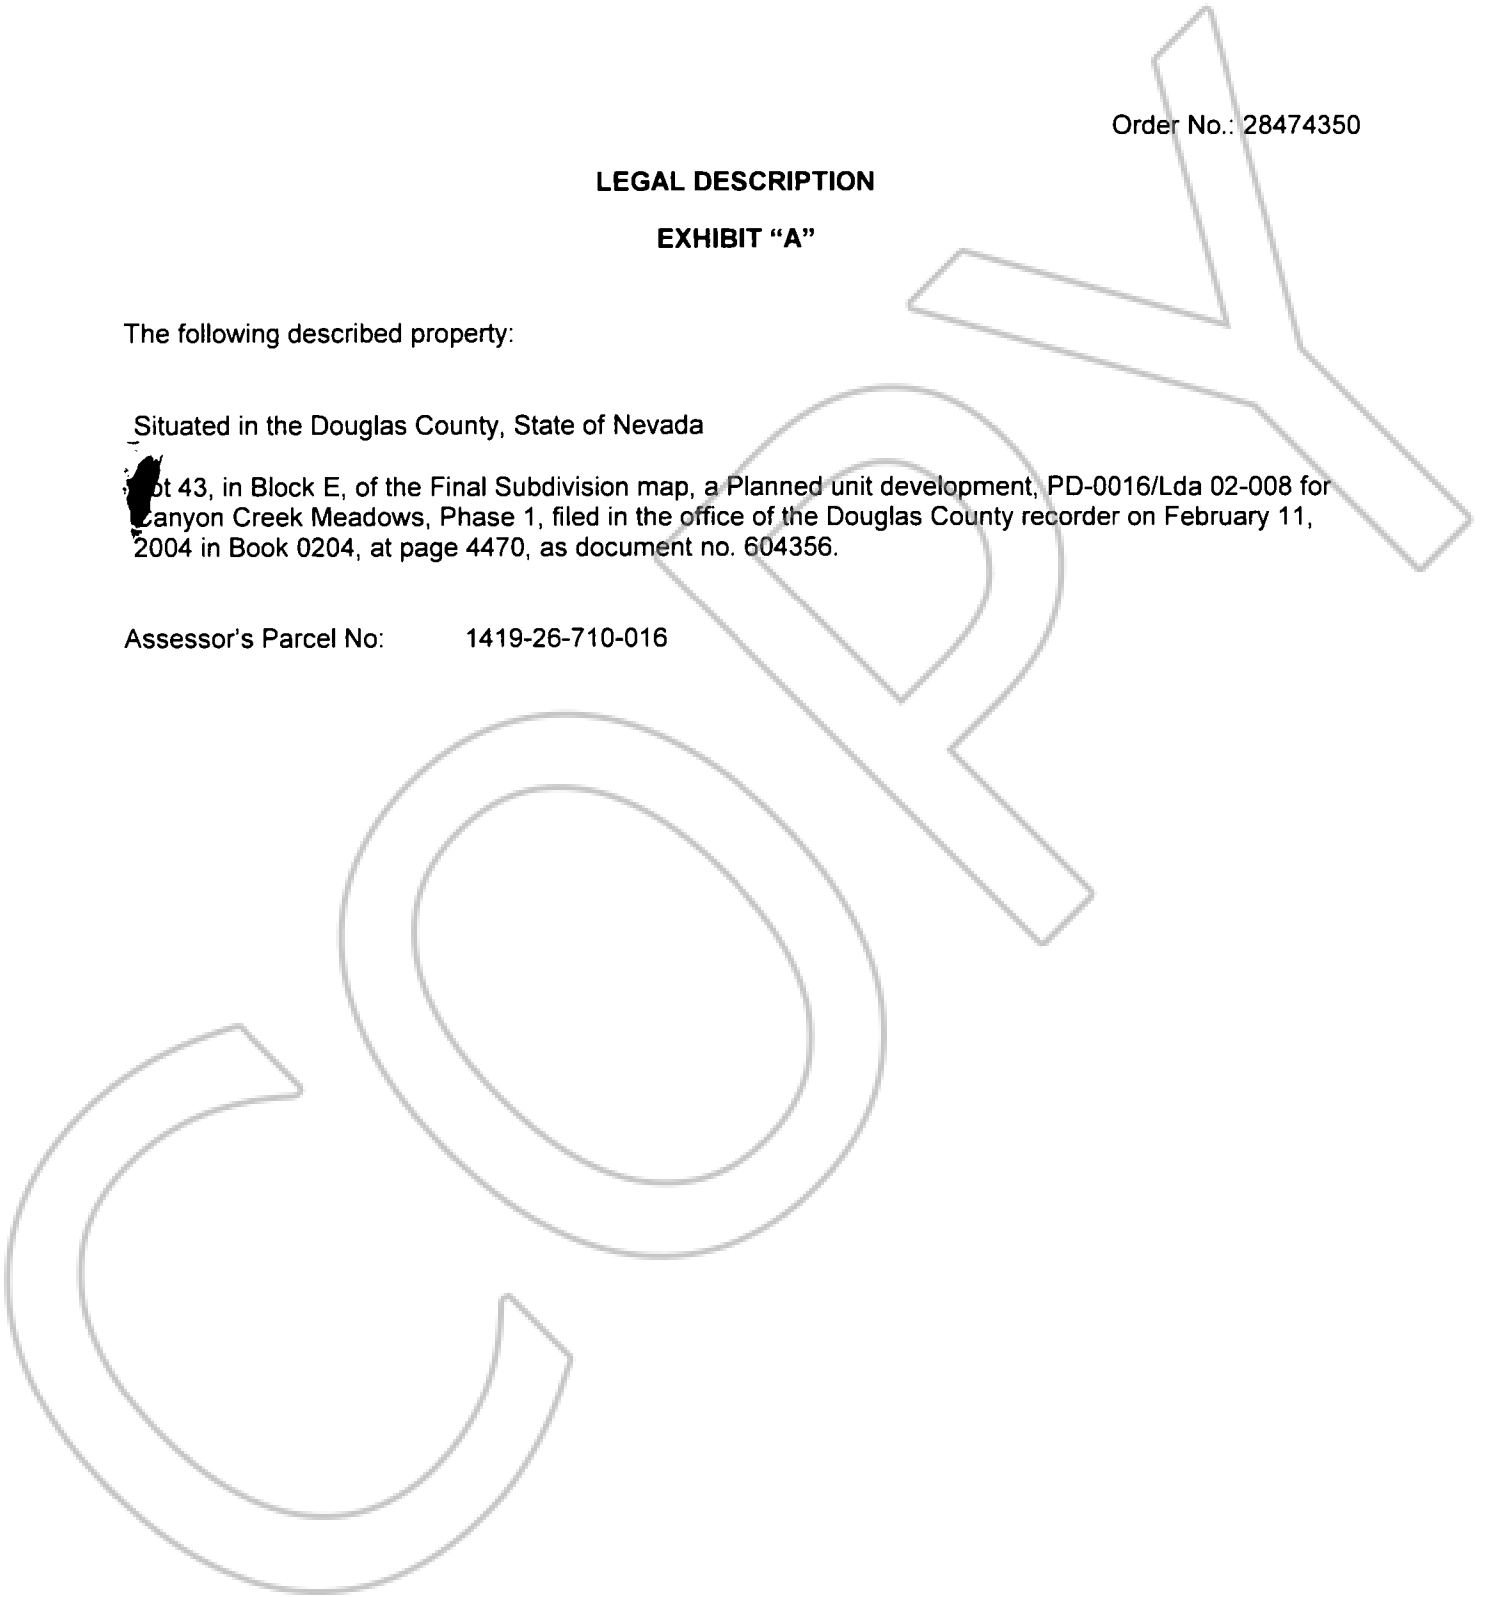 Order No.: 28474350
LEGAL DESCRIPTION
EXHIBIT “A”
The following described property:
Situated in the Douglas County, State of Nevada
43, in Block E, of the Final Subdivision map, a Planned unit development, PD-0016/Lda 02-008 for
Canyon Creek Meadows, Phase 1, filed in the office of the Douglas County recorder on February 11,
2004 in Book 0204, at page 4470, as document no. 604356.
Assessor's Parcel No: 1419-26-710-016
COPY